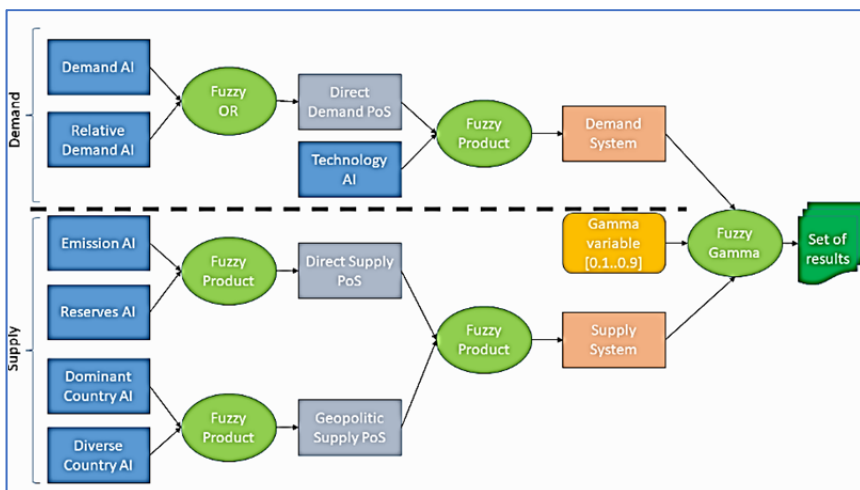 Demand
Demand AI
Relative
Demand AI
Fuzzy
OR
Direct
Demand PoS
Technology
AI
Fuzzy
Product
Demand
System
Supply
Emission AI
Reserves AI
Fuzzy
Product
Direct Supply
PoS
Dominant
Country AI
Diverse
Country AI
Fuzzy
Product
Geopolitic
Supply PoS
Fuzzy
Product
Supply
System
Gamma
variable
[0.1..0.9]
Fuzzy
Gamma
Set of
results